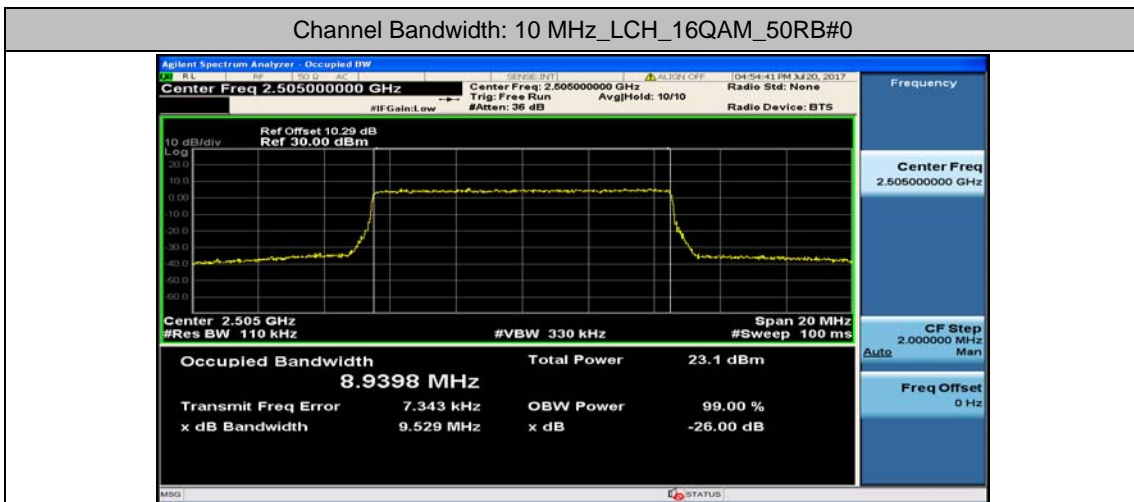 Channel Bandwidth: 10 MHz_LCH_16QAM_50RB#0
Agilent Spectrum Analyzer - Occupied BW
RL RF 50 Ω AC SENSE:INT ALIGN OFF 04:54:41 PM Jul 20, 2017
Center Freq 2.505000000 GHz
Center Freq: 2.505000000 GHz
Radio Std: None
Trig: Free Run Avg|Hold: 10/10
#IFGain:Low
#Atten: 36 dB
Radio Device: BTS
Frequency
Ref Offset 10.29 dB
10 dB/div Ref 30.00 dBm
Log
20.0
10.0
0.00
-10.0
-20.0
-30.0
-40.0
-50.0
-60.0
Center Freq
2.505000000 GHz
Center 2.505 GHz Span 20 MHz
#Res BW 110 kHz #VBW 330 kHz #Sweep 100 ms
CF Step
2.000000 MHz
Auto Man
Occupied Bandwidth Total Power 23.1 dBm
8.9398 MHz
Freq Offset
0 Hz
Transmit Freq Error 7.343 kHz OBW Power 99.00 %
x dB Bandwidth 9.529 MHz x dB -26.00 dB
MSG STATUS